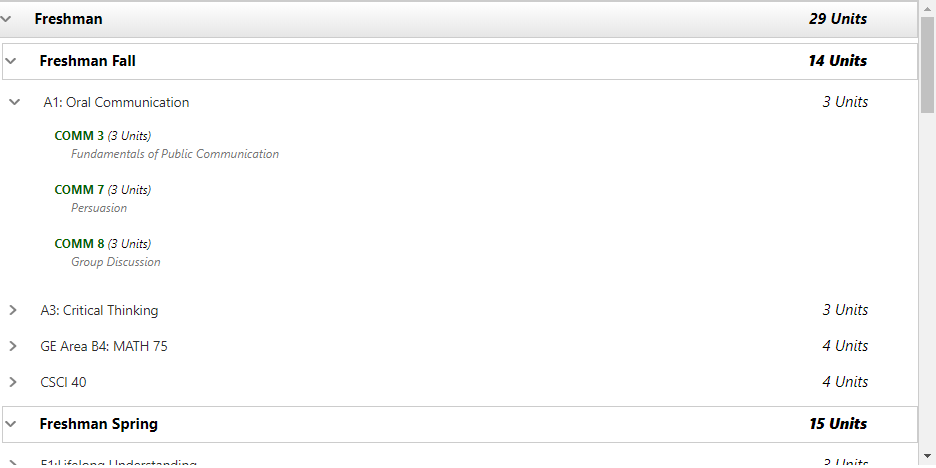 Freshman 29 Units
Freshman Fall 14 Units
A1: Oral Communication 3 Units
COMM 3 (3 Units)
Fundamentals of Public Communication
COMM 7 (3 Units)
Persuasion
COMM 8 (3 Units)
Group Discussion
A3: Critical Thinking 3 Units
GE Area B4: MATH 75 4 Units
CSCI 40 4 Units
Freshman Spring 15 Units
E1:Lifelong Understanding 3 Units